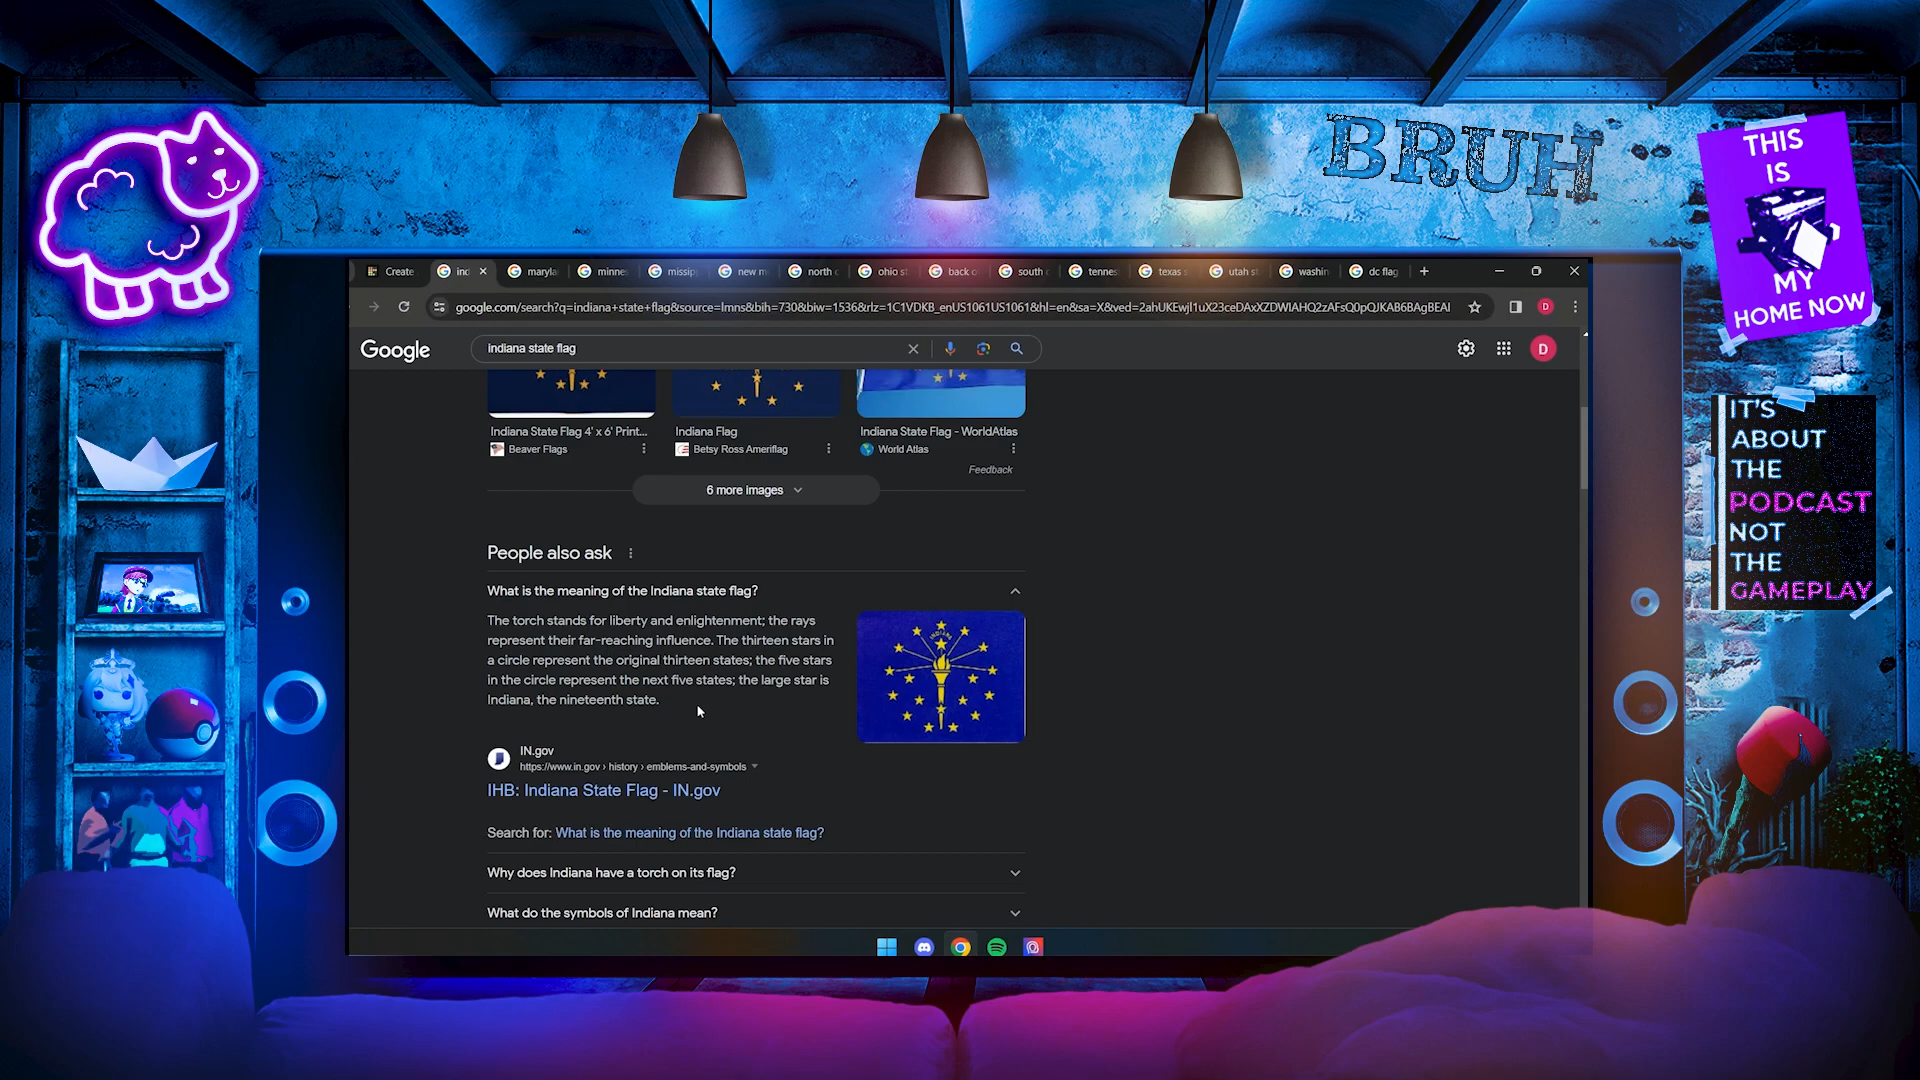 BRUH
THIS
IS
MY
HOME NOW
IT'S
ABOUT
THE
PODCAST
NOT
THE
GAMEPLAY
Create
ind
maryla
minnes
missip
new m
north c
ohio st
back o
south c
tennes
texas s
utah st
washin
dc flag
google.com/search?q=indiana+state+flag&source=lmns&bih=730&biw=1536&rlz=1C1VDKB_enUS1061US1061&hl=en&sa=X&ved=2ahUKEwjl1uX23ceDAxXZDWIAHQ2zAFsQ0pQJKAB6BAgBEAI
D
Google
indiana state flag
D
Indiana State Flag 4' x 6' Print...
Beaver Flags
Indiana Flag
Betsy Ross Ameriflag
Indiana State Flag - WorldAtlas
World Atlas
Feedback
6 more images
People also ask
What is the meaning of the Indiana state flag?
The torch stands for liberty and enlightenment; the rays
represent their far-reaching influence. The thirteen stars in
a circle represent the original thirteen states; the five stars
in the circle represent the next five states; the large star is
Indiana, the nineteenth state.
INDIANA
IN.gov
https://www.in.gov › history › emblems-and-symbols
IHB: Indiana State Flag - IN.gov
Search for: What is the meaning of the Indiana state flag?
Why does Indiana have a torch on its flag?
What do the symbols of Indiana mean?